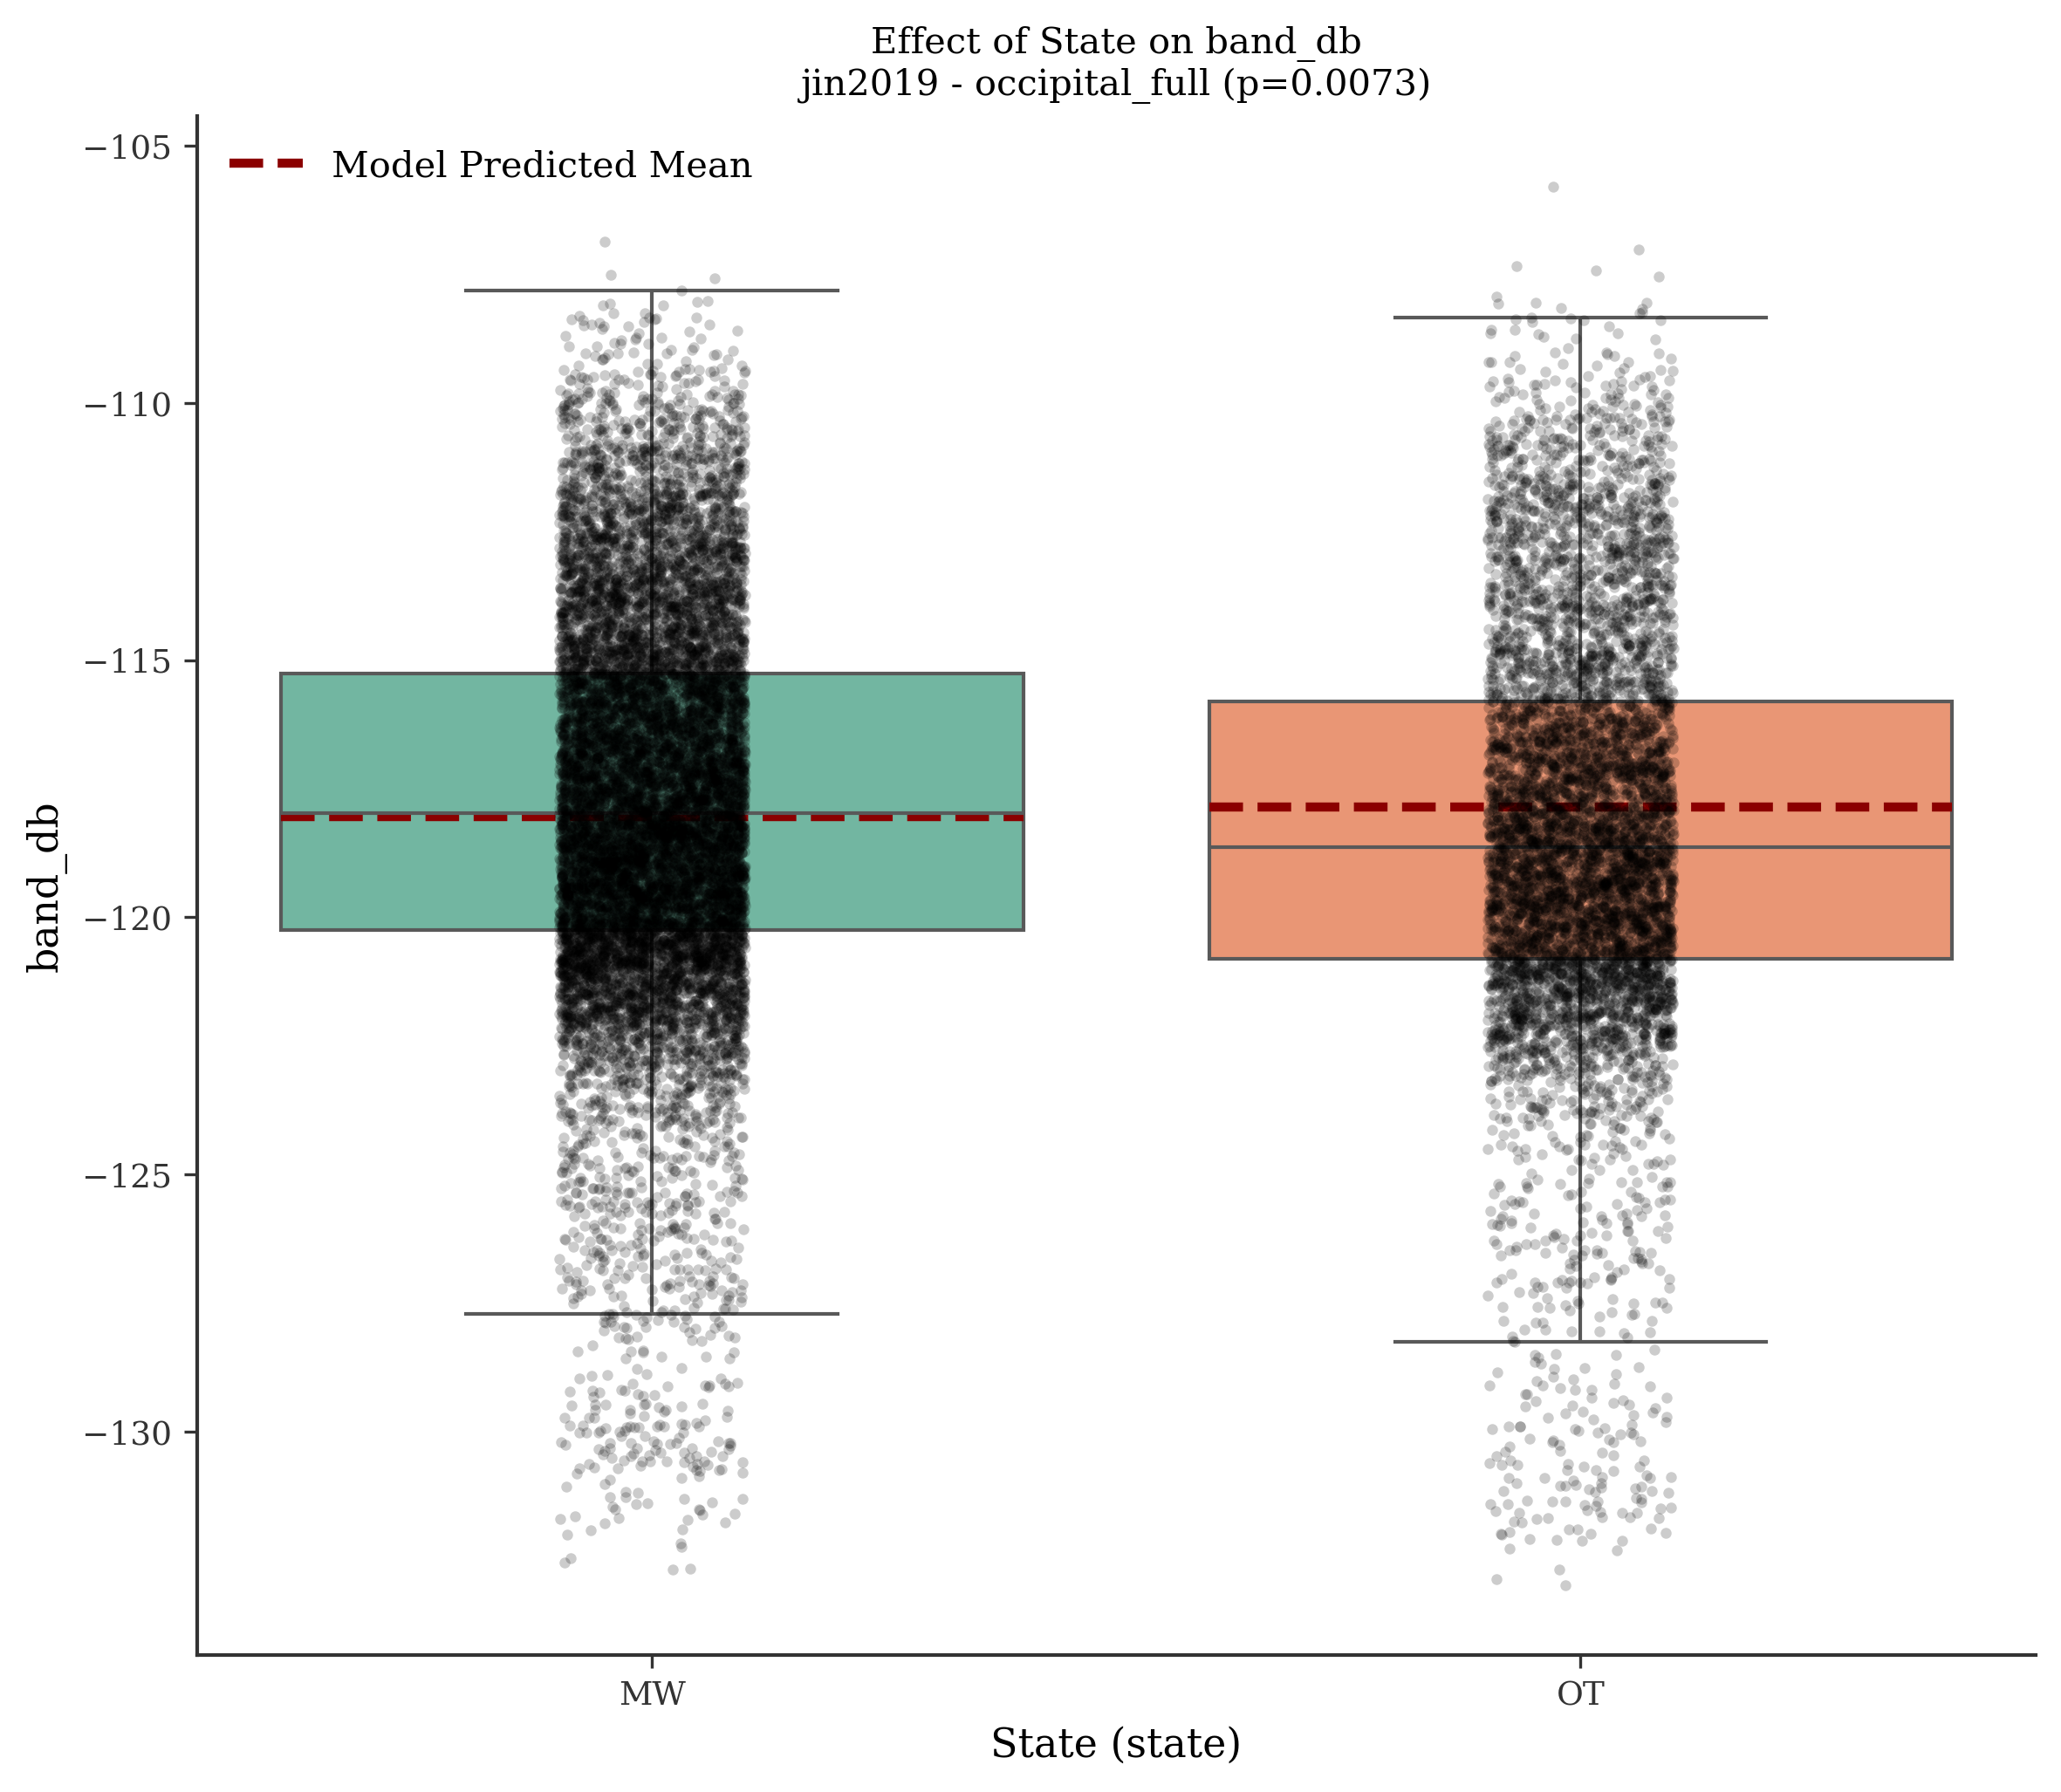 Effect of State on band_db
jin2019 - occipital_full (p=0.0073)
Model Predicted Mean
−105
−110
−115
−120
−125
−130
band_db
MW
OT
State (state)